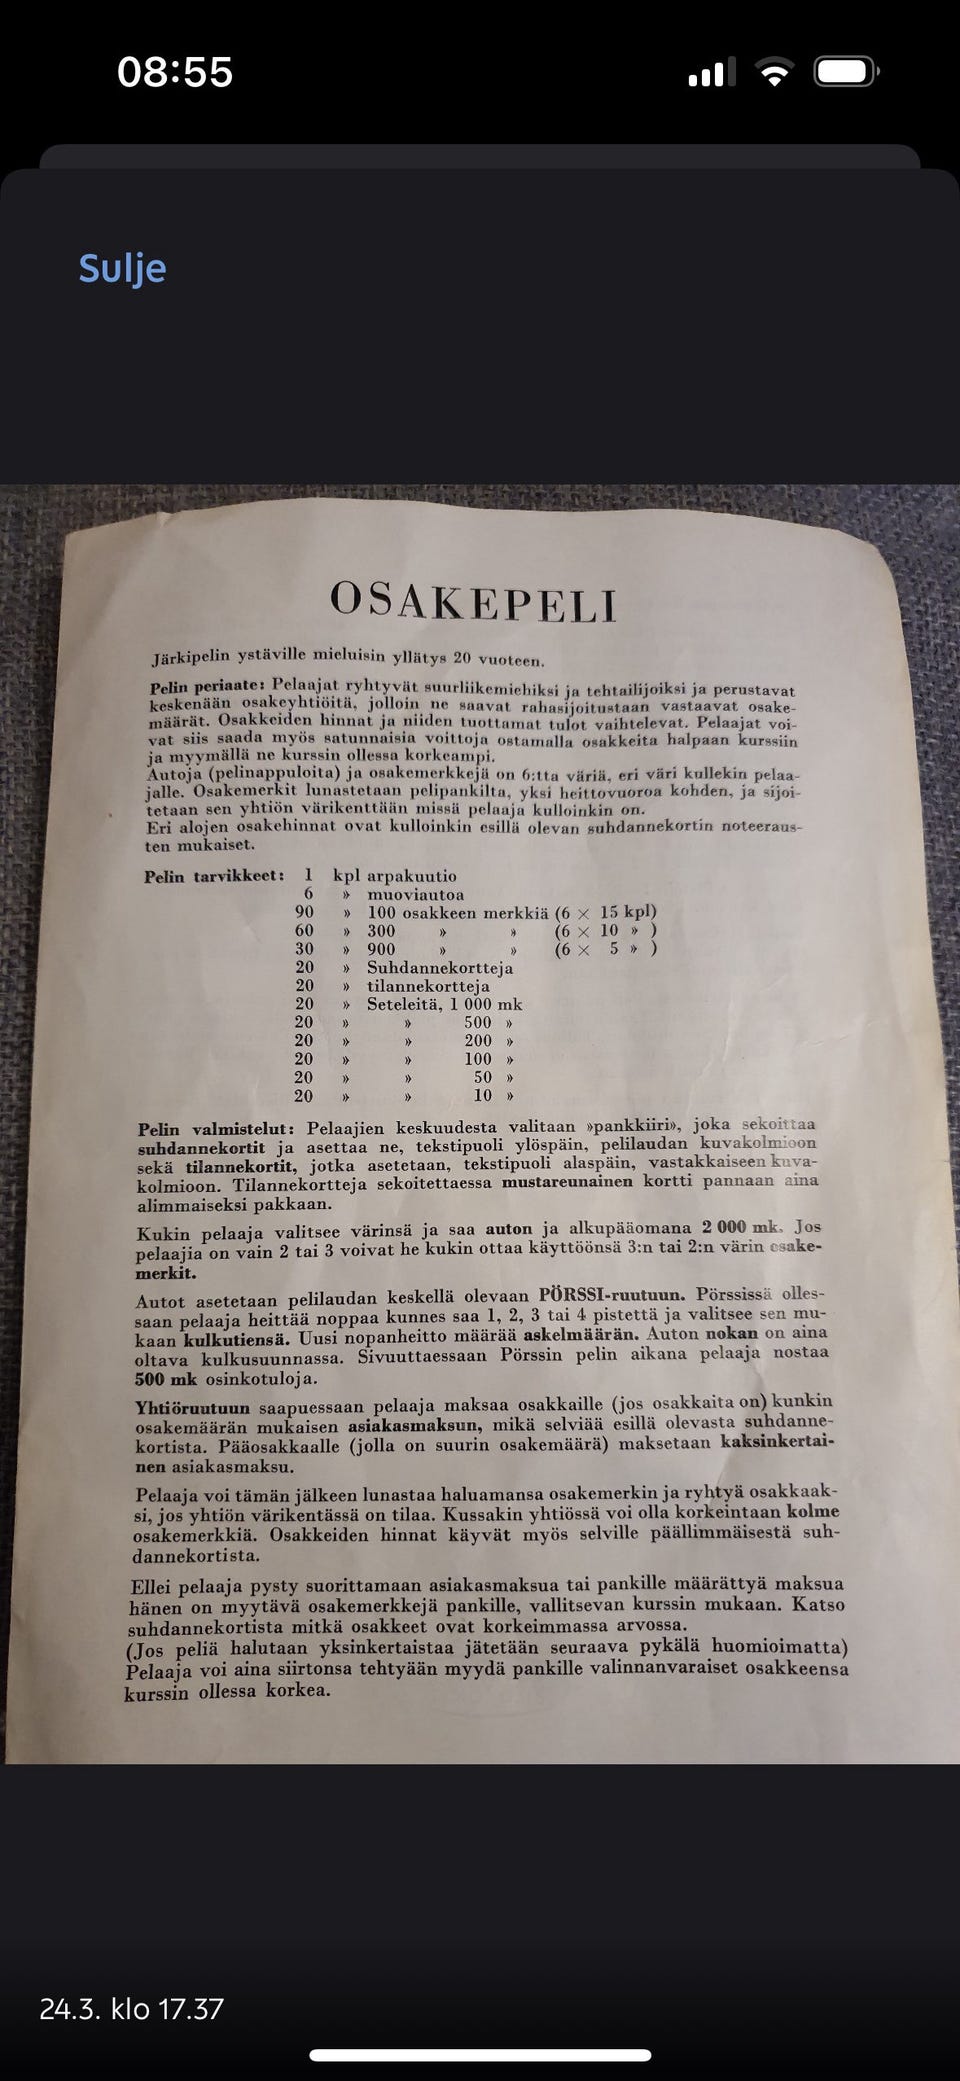 08:55
Sulje
OSAKEPELI
Järkipelin ystäville mieluisin yllätys 20 vuoteen.
Pelin periaate: Pelaajat ryhtyvät suurliikemiehiksi ja tehtailijoiksi ja perustavat
keskenään osakeyhtiöitä, jolloin ne saavat rahasijoitustaan vastaavat osake-
määrät. Osakkeiden hinnat ja niiden tuottamat tulot vaihtelevat. Pelaajat voi-
vat siis saada myös satunnaisia voittoja ostamalla osakkeita halpaan kurssiin
ja myymällä ne kurssin ollessa korkeampi.
Autoja (pelinappuloita) ja osakemerkkejä on 6:tta väriä, eri väri kullekin pelaa-
jalle. Osakemerkit lunastetaan pelipankilta, yksi heittovuoroa kohden, ja sijoi-
tetaan sen yhtiön värikenttään missä pelaaja kulloinkin on.
Eri alojen osakehinnat ovat kulloinkin esillä olevan suhdannekortin noteeraus-
ten mukaiset.
Pelin tarvikkeet: 1 kpl arpakuutio
6 » muoviautoa
90 » 100 osakkeen merkkiä (6 × 15 kpl)
60 » 300 » » (6 × 10 » )
30 » 900 » » (6 × 5 » )
20 » Suhdannekortteja
20 » tilannekortteja
20 » Seteleitä, 1 000 mk
20 » » 500 »
20 » » 200 »
20 » » 100 »
20 » » 50 »
20 » » 10 »
Pelin valmistelut: Pelaajien keskuudesta valitaan »pankkiiri», joka sekoittaa
suhdannekortit ja asettaa ne, tekstipuoli ylöspäin, pelilaudan kuvakolmioon
sekä tilannekortit, jotka asetetaan, tekstipuoli alaspäin, vastakkaiseen kuva-
kolmioon. Tilannekortteja sekoitettaessa mustareunainen kortti pannaan aina
alimmaiseksi pakkaan.
Kukin pelaaja valitsee värinsä ja saa auton ja alkupääomana 2 000 mk. Jos
pelaajia on vain 2 tai 3 voivat he kukin ottaa käyttöönsä 3:n tai 2:n värin osake-
merkit.
Autot asetetaan pelilaudan keskellä olevaan PÖRSSI-ruutuun. Pörssissä olles-
saan pelaaja heittää noppaa kunnes saa 1, 2, 3 tai 4 pistettä ja valitsee sen mu-
kaan kulkutiensä. Uusi nopanheitto määrää askelmäärän. Auton nokan on aina
oltava kulkusuunnassa. Sivuuttaessaan Pörssin pelin aikana pelaaja nostaa
500 mk osinkotuloja.
Yhtiöruutuun saapuessaan pelaaja maksaa osakkaille (jos osakkaita on) kunkin
osakemäärän mukaisen asiakasmaksun, mikä selviää esillä olevasta suhdanne-
kortista. Pääosakkaalle (jolla on suurin osakemäärä) maksetaan kaksinkertai-
nen asiakasmaksu.
Pelaaja voi tämän jälkeen lunastaa haluamansa osakemerkin ja ryhtyä osakkaak-
si, jos yhtiön värikentässä on tilaa. Kussakin yhtiössä voi olla korkeintaan kolme
osakemerkkiä. Osakkeiden hinnat käyvät myös selville päällimmäisestä suh-
dannekortista.
Ellei pelaaja pysty suorittamaan asiakasmaksua tai pankille määrättyä maksua
hänen on myytävä osakemerkkejä pankille, vallitsevan kurssin mukaan. Katso
suhdannekortista mitkä osakkeet ovat korkeimmassa arvossa.
(Jos peliä halutaan yksinkertaistaa jätetään seuraava pykälä huomioimatta)
Pelaaja voi aina siirtonsa tehtyään myydä pankille valinnanvaraiset osakkeensa
kurssin ollessa korkea.
24.3. klo 17.37